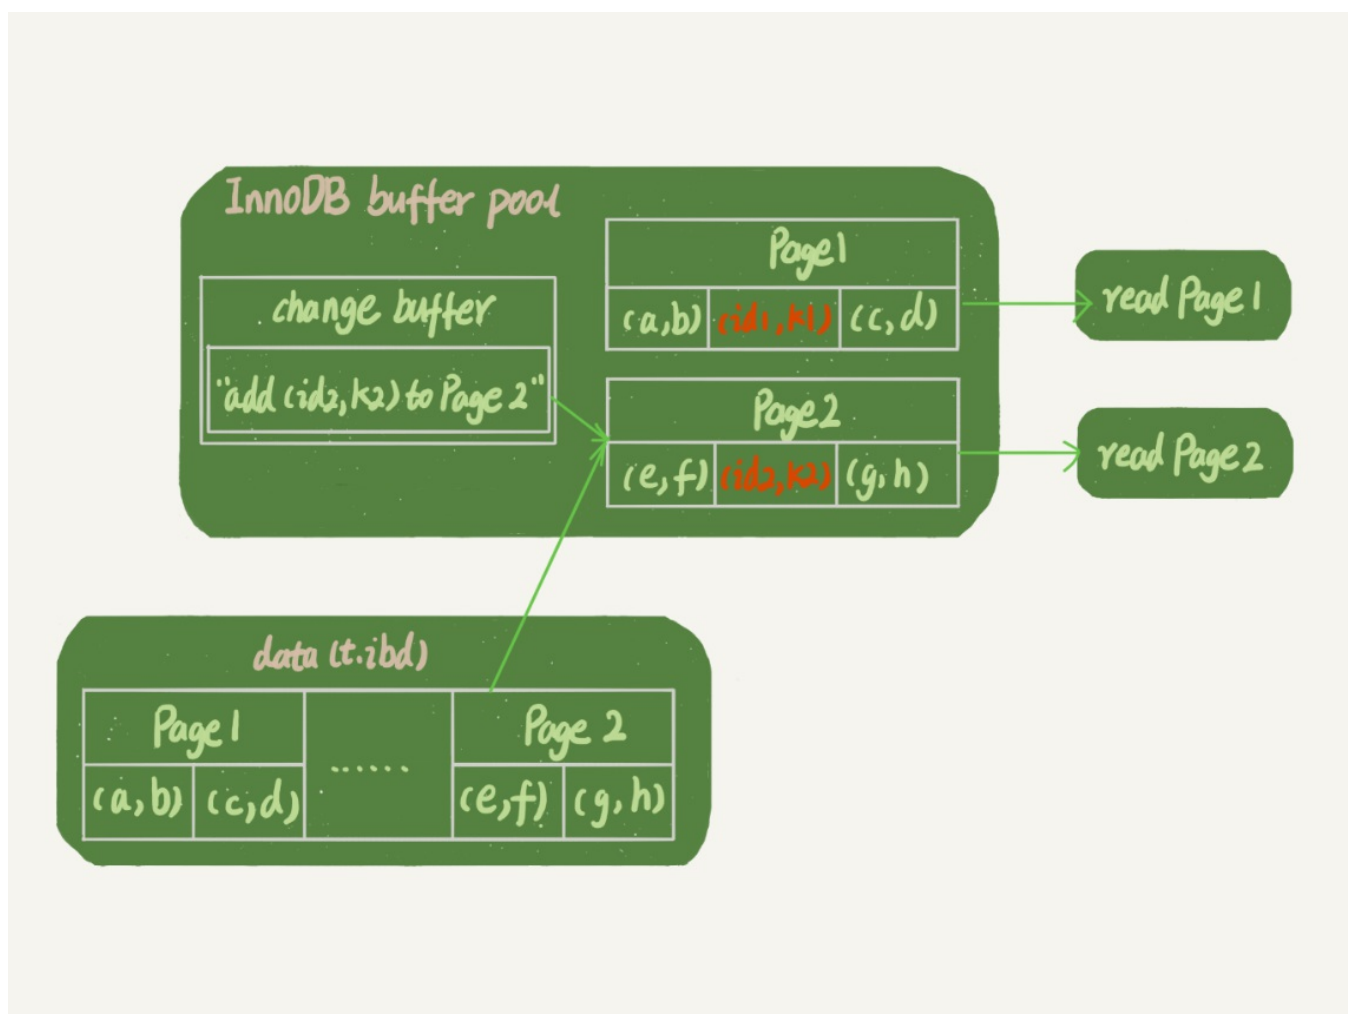 InnoDB buffer pool
change buffer
"add (id2,k2) to Page 2"
Page1
(a,b) (id1,k1) (c,d)
Page2
(e,f) (id2,k2) (g,h)
read Page1
read Page2
data (t.ibd)
Page1 ...... Page 2
(a,b) (c,d) (e,f) (g,h)